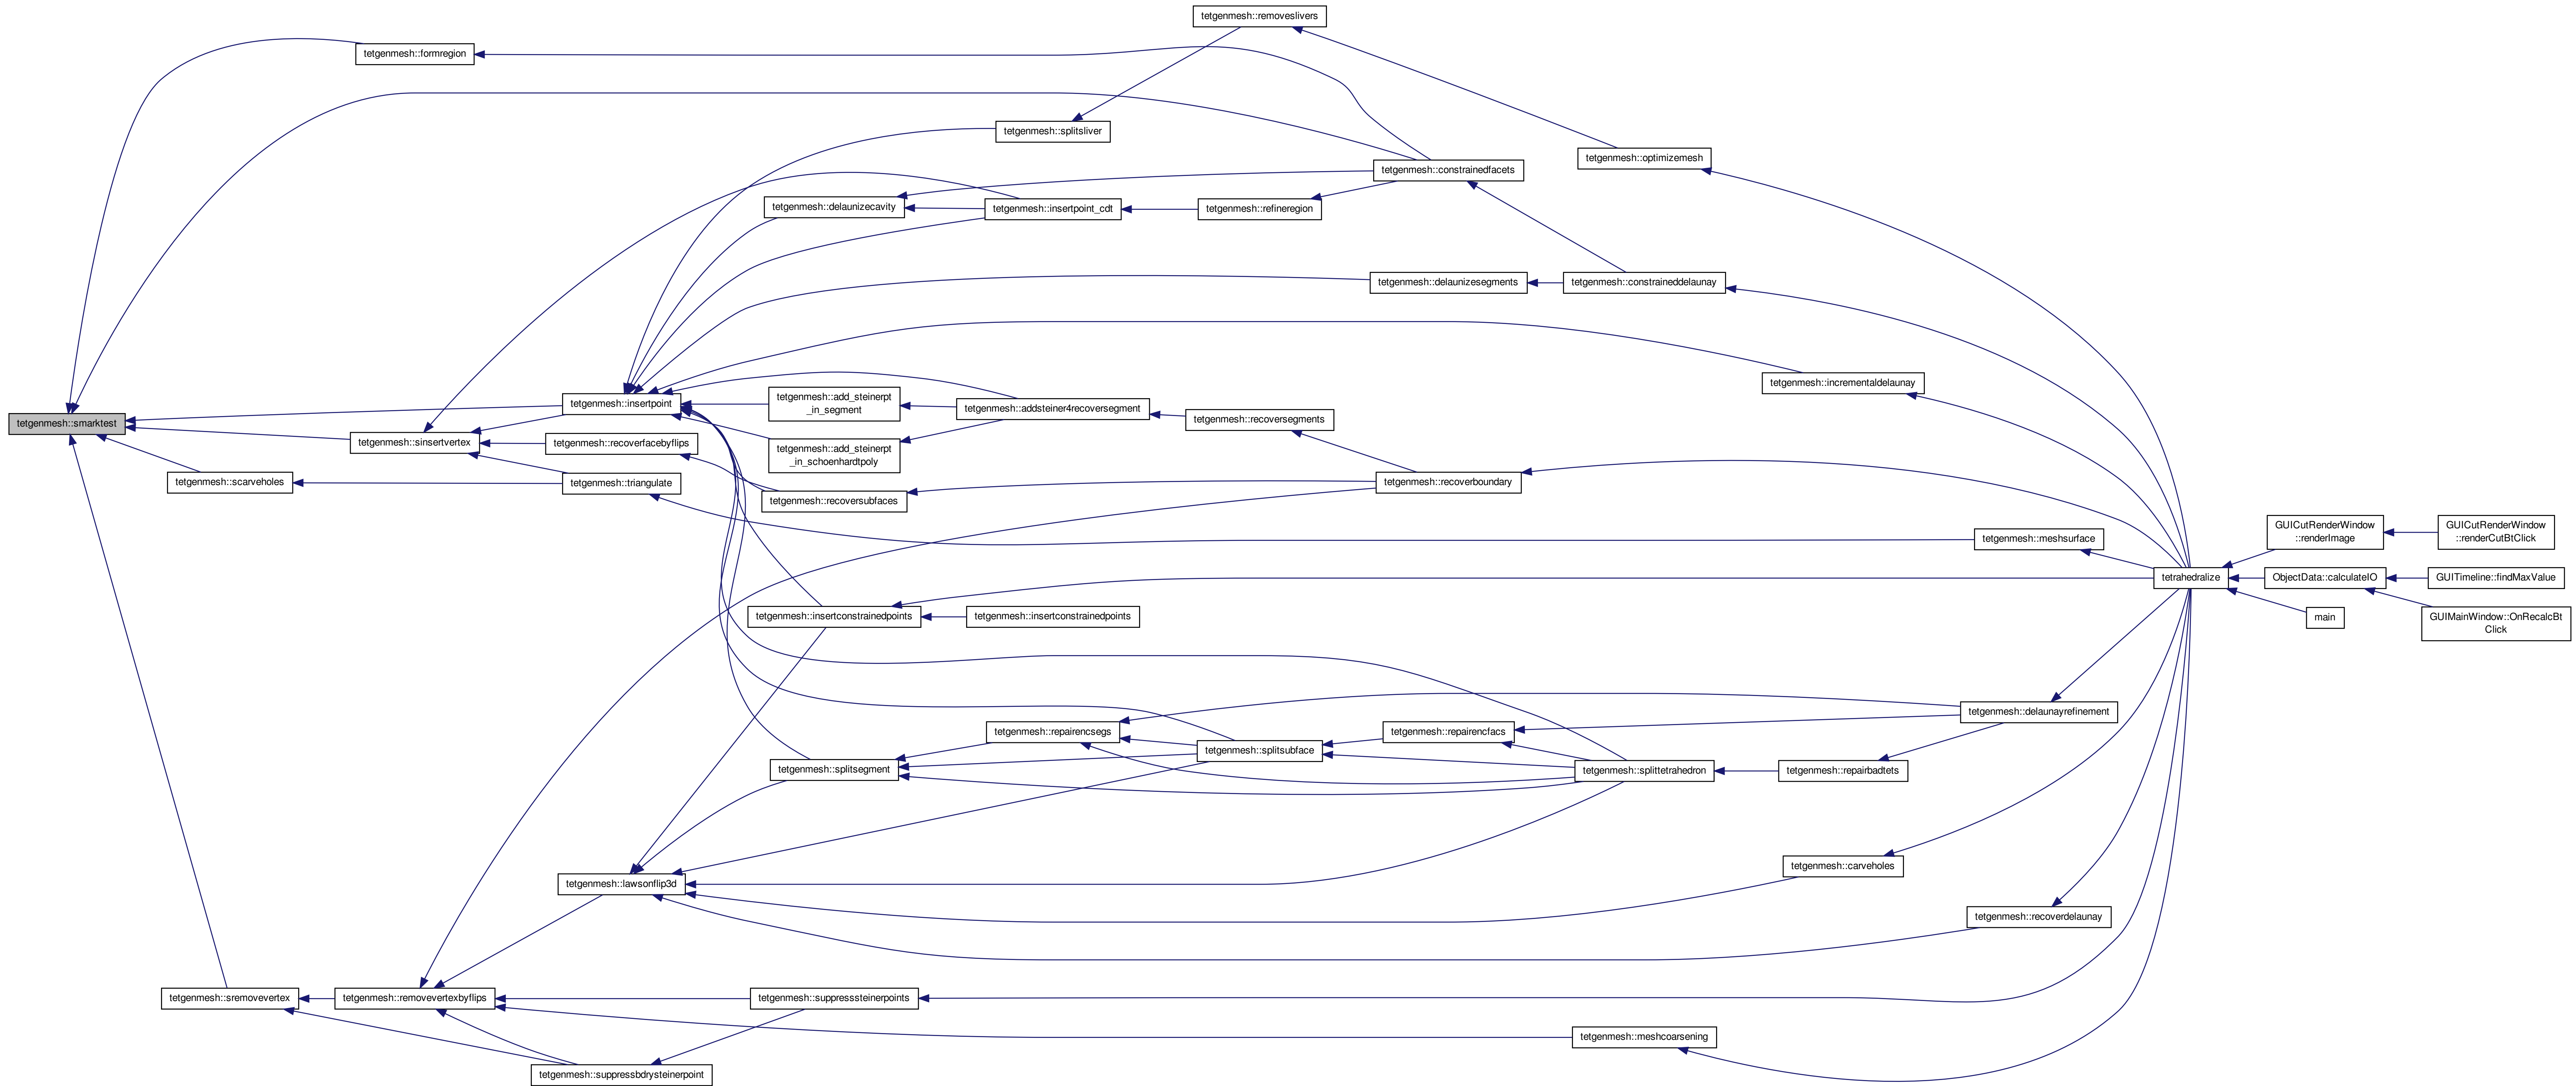 tetgenmesh::removeslivers
tetgenmesh::formregion
tetgenmesh::splitsliver
tetgenmesh::optimizemesh
tetgenmesh::constrainedfacets
tetgenmesh::delaunizecavity
tetgenmesh::insertpoint_cdt
tetgenmesh::refineregion
tetgenmesh::delaunizesegments
tetgenmesh::constraineddelaunay
tetgenmesh::incrementaldelaunay
tetgenmesh::insertpoint
tetgenmesh::add_steinerpt
_in_segment
tetgenmesh::addsteiner4recoversegment
tetgenmesh::recoversegments
tetgenmesh::smarktest
tetgenmesh::sinsertvertex
tetgenmesh::recoverfacebyflips
tetgenmesh::add_steinerpt
_in_schoenhardtpoly
tetgenmesh::scarveholes
tetgenmesh::triangulate
tetgenmesh::recoversubfaces
tetgenmesh::recoverboundary
tetgenmesh::meshsurface
GUICutRenderWindow
::renderImage
GUICutRenderWindow
::renderCutBtClick
tetrahedralize
ObjectData::calculateIO
GUITimeline::findMaxValue
tetgenmesh::insertconstrainedpoints
tetgenmesh::insertconstrainedpoints
main
GUIMainWindow::OnRecalcBt
Click
tetgenmesh::delaunayrefinement
tetgenmesh::repairencsegs
tetgenmesh::repairencfacs
tetgenmesh::splitsubface
tetgenmesh::splitsegment
tetgenmesh::splittetrahedron
tetgenmesh::repairbadtets
tetgenmesh::carveholes
tetgenmesh::lawsonflip3d
tetgenmesh::recoverdelaunay
tetgenmesh::sremovevertex
tetgenmesh::removevertexbyflips
tetgenmesh::suppresssteinerpoints
tetgenmesh::meshcoarsening
tetgenmesh::suppressbdrysteinerpoint